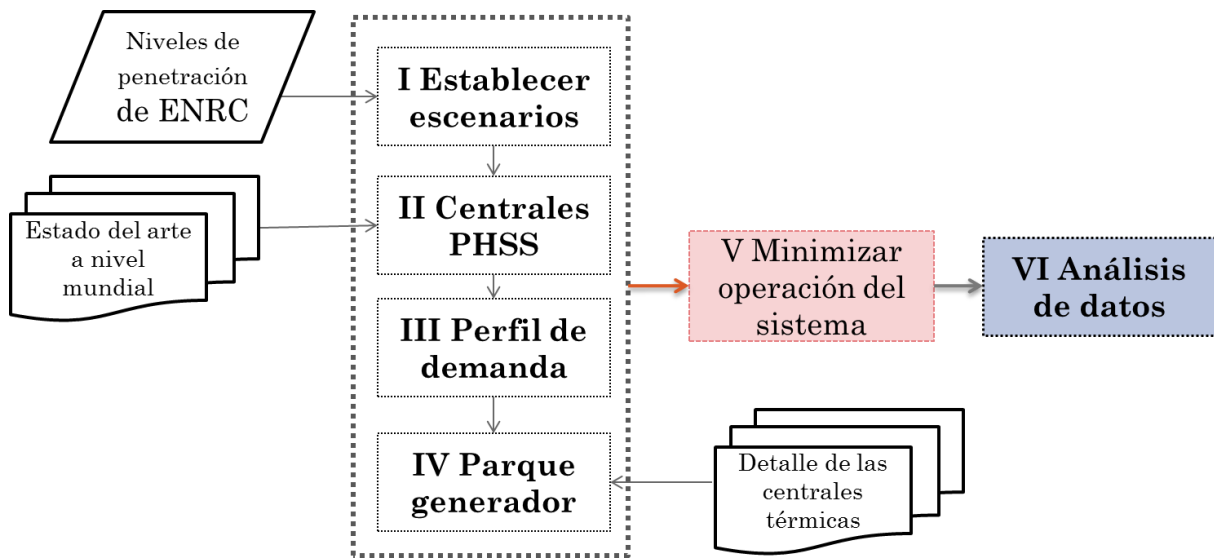 Niveles de
penetración
de ENRC
I Establecer
escenarios
Estado del arte
a nivel
mundial
II Centrales
PHSS
III Perfil de
demanda
IV Parque
generador
V Minimizar
operación del
sistema
VI Análisis
de datos
Detalle de las
centrales
térmicas